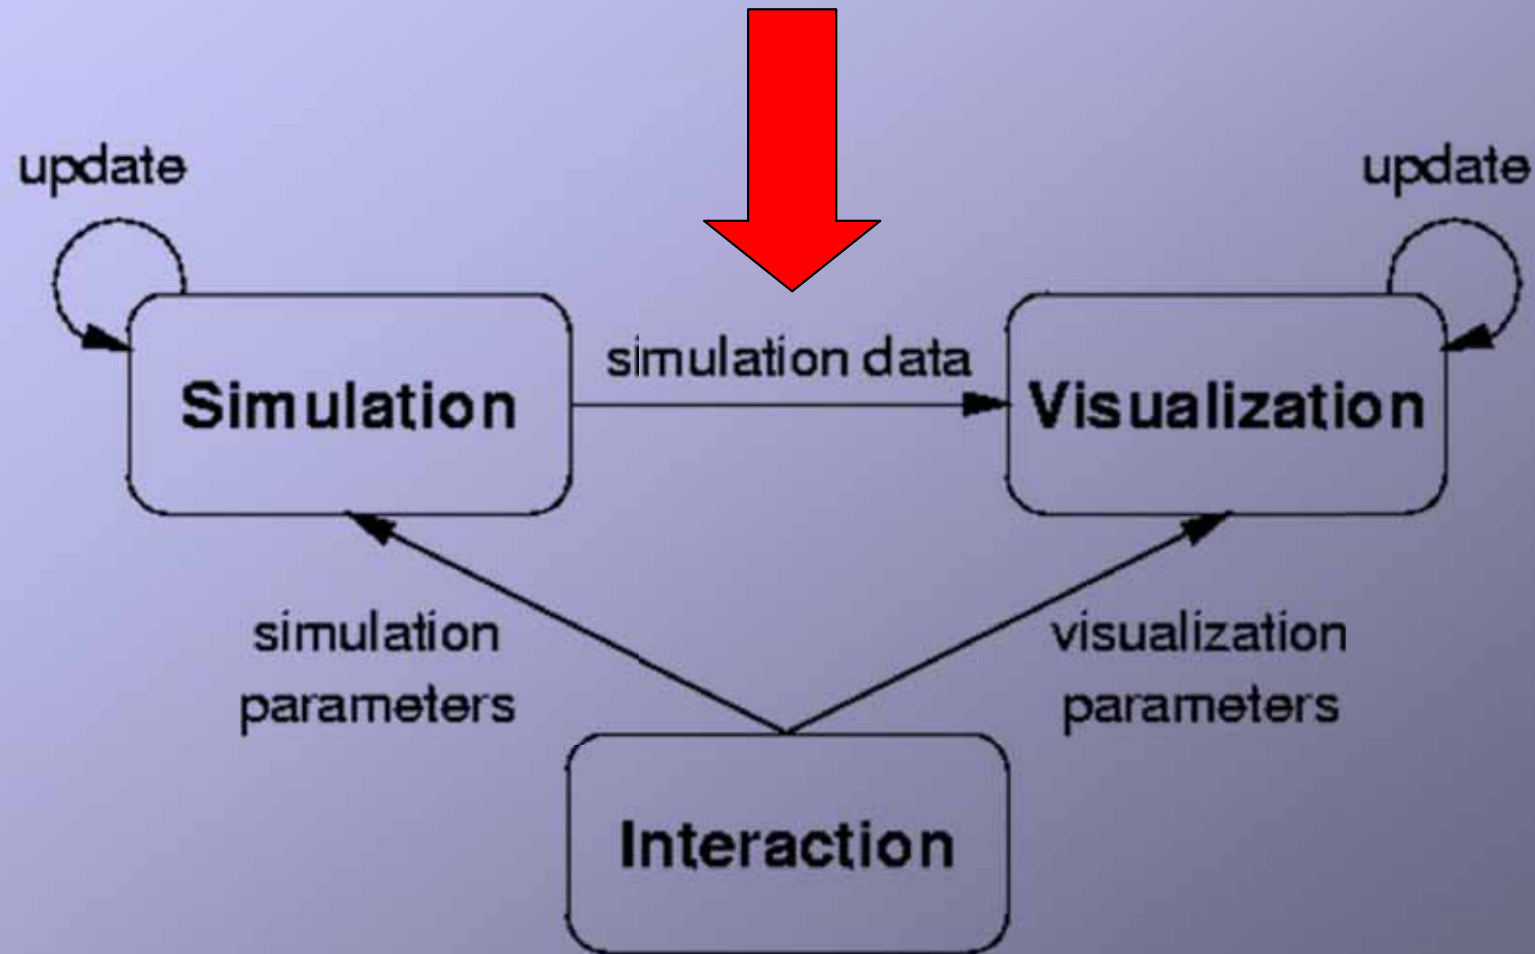 update
update
simulation data
Simulation
Visualization
simulation
parameters
visualization
parameters
Interaction